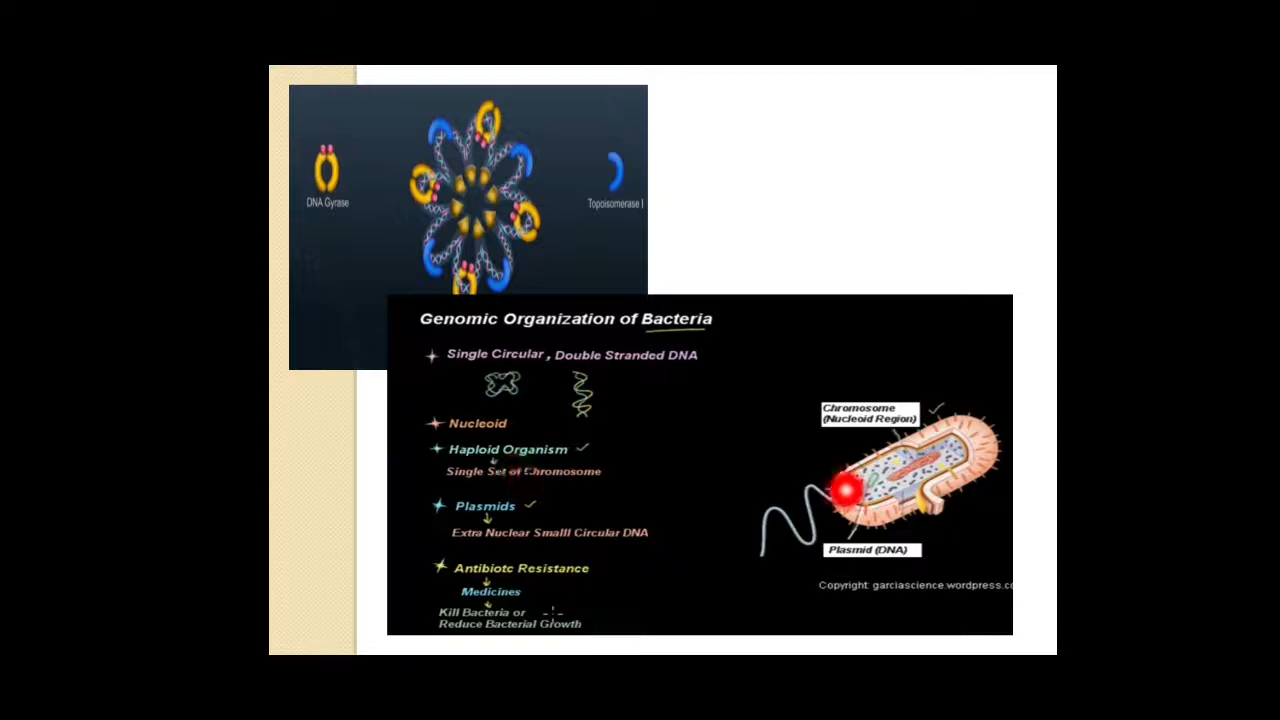 DNA Gyrase
Topoisomerase I
Genomic Organization of Bacteria
Single Circular , Double Stranded DNA
Nucleoid
Haploid Organism
Single Set of Chromosome
Plasmids
Extra Nuclear Smalll Circular DNA
Antibiotc Resistance
Medicines
Kill Bacteria or
Reduce Bacterial Growth
Chromosome
(Nucleoid Region)
Plasmid (DNA)
Copyright: garciascience.wordpress.co